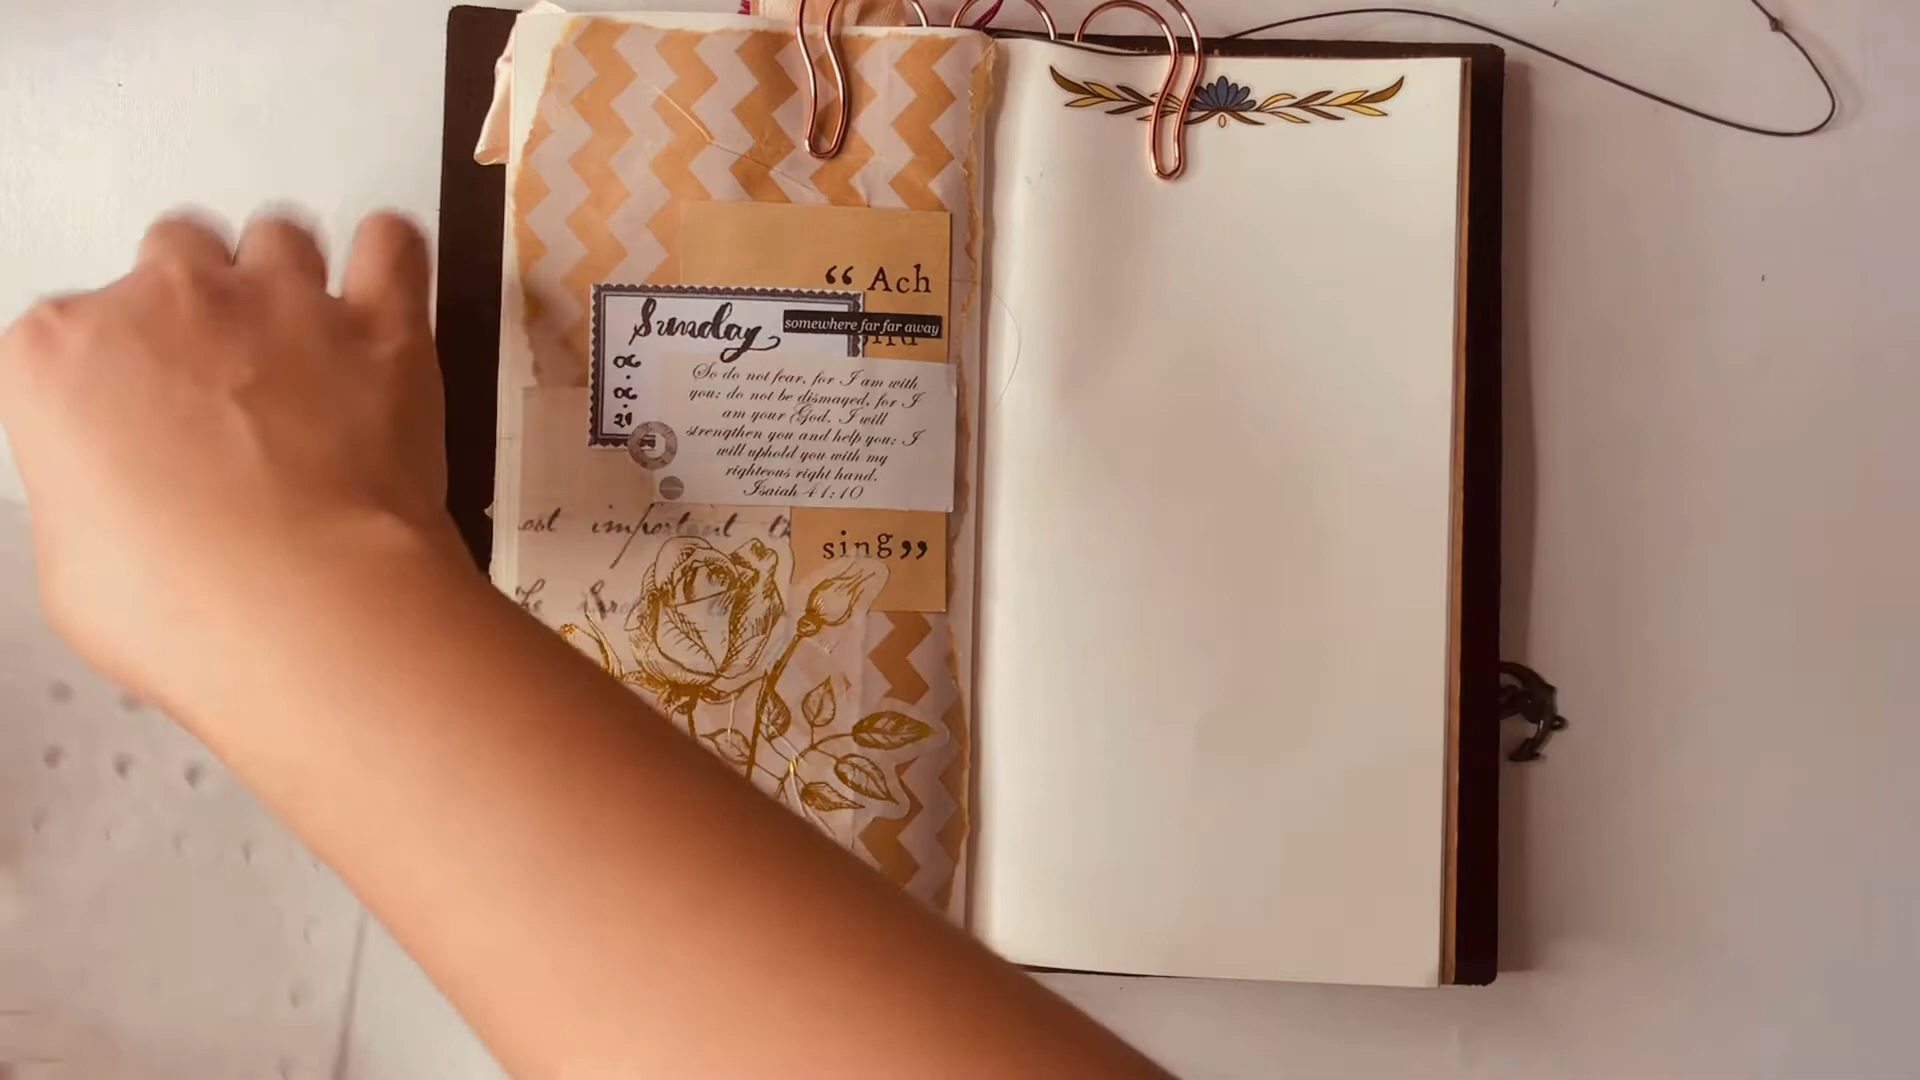 “ Ach
Sunday
somewhere far far away
06
.
06
.
21
So do not fear, for I am with
you; do not be dismayed, for I
am your God. I will
strengthen you and help you; I
will uphold you with my
righteous right hand.
Isaiah 41:10
important
sing”